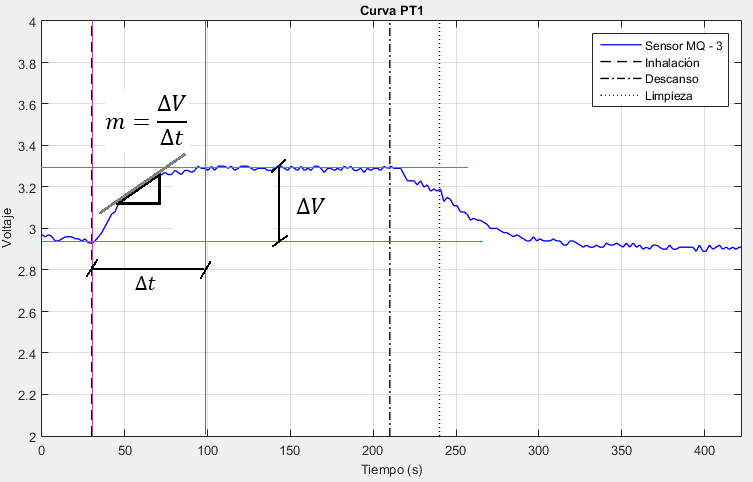 Curva PT1
Sensor MQ - 3
Inhalación
Descanso
Limpieza
m = ΔV/Δt
ΔV
Δt
Voltaje
4
3.8
3.6
3.4
3.2
3
2.8
2.6
2.4
2.2
2
0 50 100 150 200 250 300 350 400
Tiempo (s)